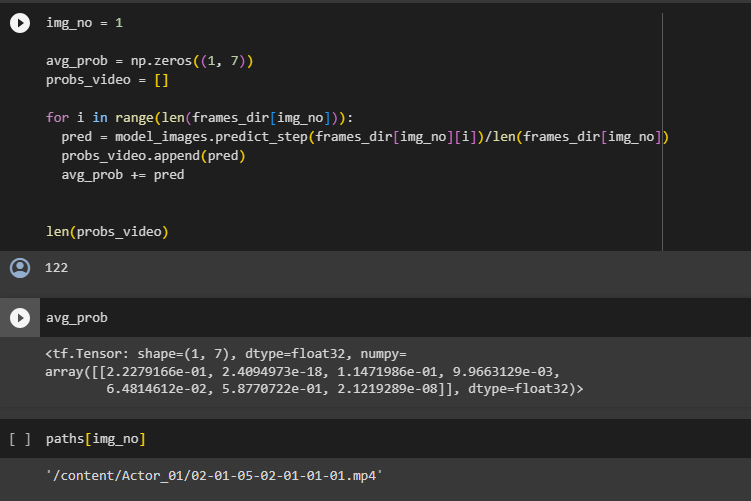 img_no = 1
avg_prob = np.zeros((1, 7))
probs_video = []
for i in range(len(frames_dir[img_no])):
pred = model_images.predict_step(frames_dir[img_no][i])/len(frames_dir[img_no])
probs_video.append(pred)
avg_prob += pred
len(probs_video)
122
avg_prob
<tf.Tensor: shape=(1, 7), dtype=float32, numpy=
array([[2.2279166e-01, 2.4094973e-18, 1.1471986e-01, 9.9663129e-03,
6.4814612e-02, 5.8770722e-01, 2.1219289e-08]], dtype=float32)>
[ ] paths[img_no]
'/content/Actor_01/02-01-05-02-01-01-01.mp4'